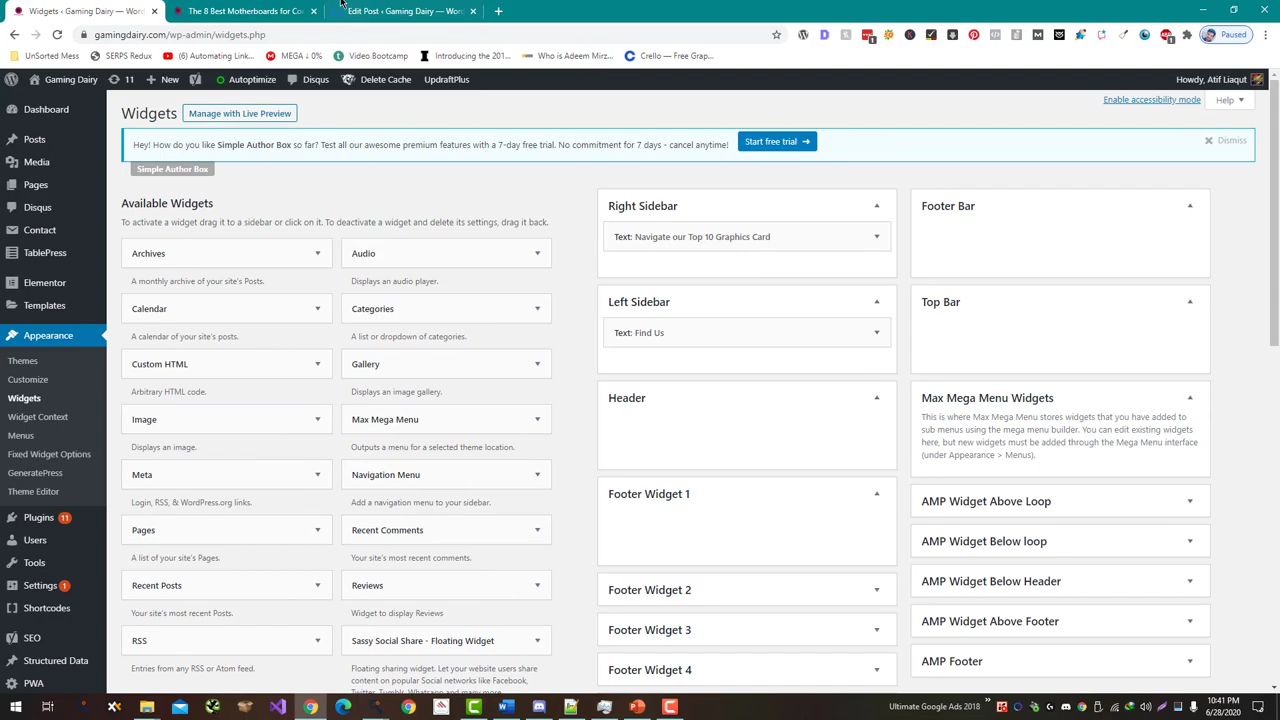 Widgets ‹ Gaming Dairy — WordP
The 8 Best Motherboards for Co
Edit Post ‹ Gaming Dairy — Wor
gamingdairy.com/wp-admin/widgets.php
Paused
UnSorted Mess
SERPS Redux
(5) Automating Link...
MEGA ↓ 0%
Video Bootcamp
Introducing the 201...
Who is Adeem Mirz...
Crello — Free Grap...
Gaming Dairy
11
New
Autoptimize
Disqus
Delete Cache
UpdraftPlus
Howdy, Atif Liaqut
Dashboard
Posts
Media
Pages
Disqus
Contact
TablePress
Elementor
Templates
Appearance
Themes
Customize
Widgets
Widget Context
Menus
Fixed Widget Options
GeneratePress
Theme Editor
Plugins 11
Users
Tools
Settings 1
Shortcodes
SEO
Structured Data
PWA
Enable accessibility mode
Help
Widgets
Manage with Live Preview
Hey! How do you like Simple Author Box so far? Test all our awesome premium features with a 7-day free trial. No commitment for 7 days - cancel anytime!
Start free trial ➔
Dismiss
Simple Author Box
Available Widgets
To activate a widget drag it to a sidebar or click on it. To deactivate a widget and delete its settings, drag it back.
Archives
A monthly archive of your site's Posts.
Audio
Displays an audio player.
Calendar
A calendar of your site's posts.
Categories
A list or dropdown of categories.
Custom HTML
Arbitrary HTML code.
Gallery
Displays an image gallery.
Image
Displays an image.
Max Mega Menu
Outputs a menu for a selected theme location.
Meta
Login, RSS, & WordPress.org links.
Navigation Menu
Add a navigation menu to your sidebar.
Pages
A list of your site's Pages.
Recent Comments
Your site's most recent comments.
Recent Posts
Your site's most recent Posts.
Reviews
Widget to display Reviews
RSS
Entries from any RSS or Atom feed.
Sassy Social Share - Floating Widget
Floating sharing widget. Let your website users share
content on popular Social networks like Facebook,
Twitter, Tumblr, Whatsapp and many more.
Right Sidebar
Text: Navigate our Top 10 Graphics Card
Left Sidebar
Text: Find Us
Header
Footer Widget 1
Footer Widget 2
Footer Widget 3
Footer Widget 4
Footer Bar
Top Bar
Max Mega Menu Widgets
This is where Max Mega Menu stores widgets that you have added to
sub menus using the mega menu builder. You can edit existing widgets
here, but new widgets must be added through the Mega Menu interface
(under Appearance > Menus).
AMP Widget Above Loop
AMP Widget Below loop
AMP Widget Below Header
AMP Widget Above Footer
AMP Footer
Ultimate Google Ads 2018
10:41 PM
6/28/2020